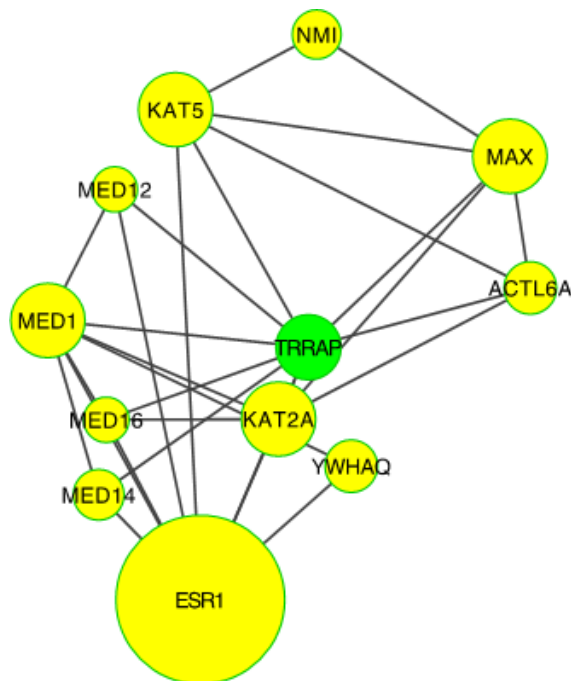 NMI
KAT5
MAX
MED12
ACTL6A
MED1
TRRAP
MED16
KAT2A
YWHAQ
MED14
ESR1